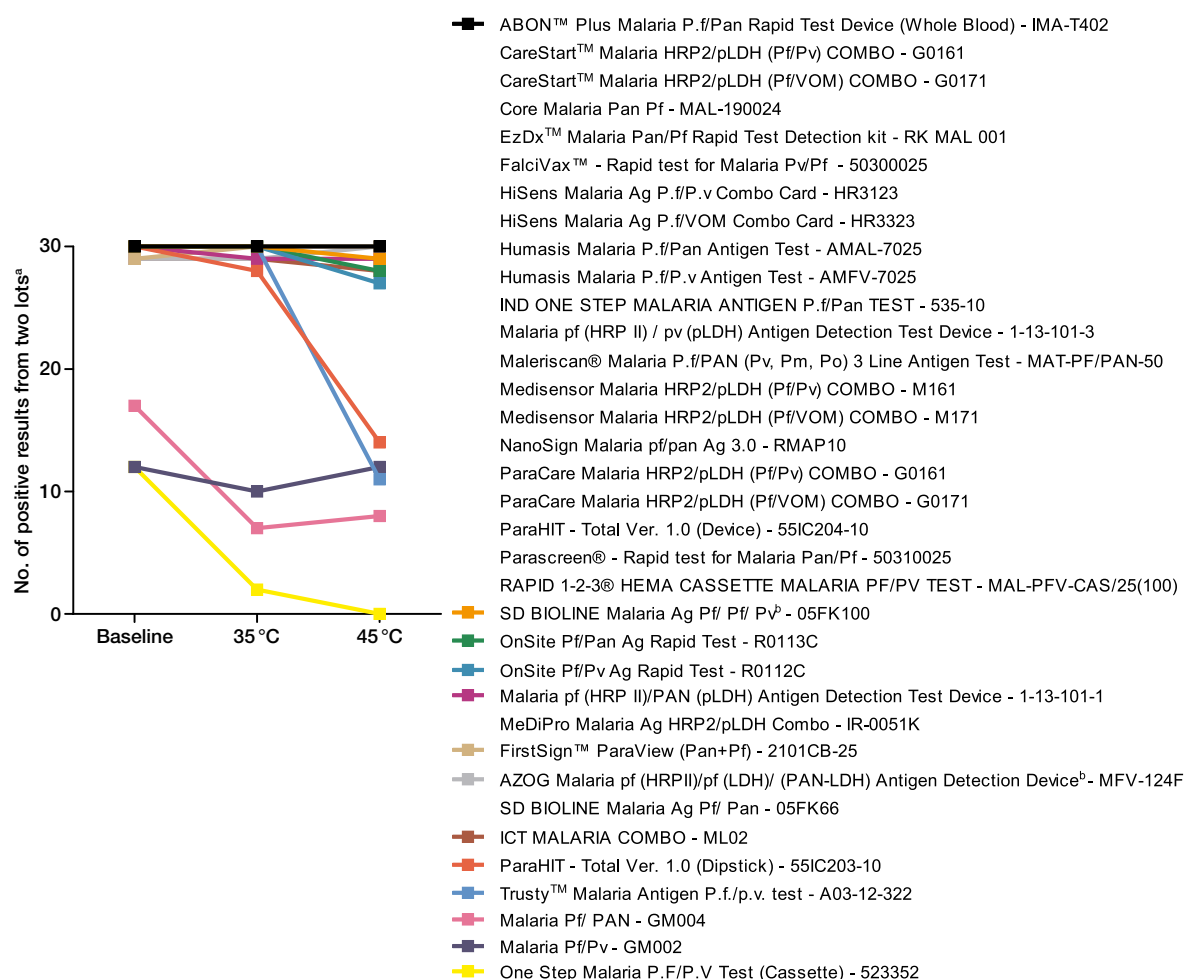 ABON™ Plus Malaria P.f/Pan Rapid Test Device (Whole Blood) - IMA-T402
CareStart™ Malaria HRP2/pLDH (Pf/Pv) COMBO - G0161
CareStart™ Malaria HRP2/pLDH (Pf/VOM) COMBO - G0171
Core Malaria Pan Pf - MAL-190024
EzDx™ Malaria Pan/Pf Rapid Test Detection kit - RK MAL 001
FalciVax™ - Rapid test for Malaria Pv/Pf - 50300025
HiSens Malaria Ag P.f/P.v Combo Card - HR3123
HiSens Malaria Ag P.f/VOM Combo Card - HR3323
Humasis Malaria P.f/Pan Antigen Test - AMAL-7025
Humasis Malaria P.f/P.v Antigen Test - AMFV-7025
IND ONE STEP MALARIA ANTIGEN P.f/Pan TEST - 535-10
Malaria pf (HRP II) / pv (pLDH) Antigen Detection Test Device - 1-13-101-3
Maleriscan® Malaria P.f/PAN (Pv, Pm, Po) 3 Line Antigen Test - MAT-PF/PAN-50
Medisensor Malaria HRP2/pLDH (Pf/Pv) COMBO - M161
Medisensor Malaria HRP2/pLDH (Pf/VOM) COMBO - M171
NanoSign Malaria pf/pan Ag 3.0 - RMAP10
ParaCare Malaria HRP2/pLDH (Pf/Pv) COMBO - G0161
ParaCare Malaria HRP2/pLDH (Pf/VOM) COMBO - G0171
ParaHIT - Total Ver. 1.0 (Device) - 55IC204-10
Parascreen® - Rapid test for Malaria Pan/Pf - 50310025
RAPID 1-2-3® HEMA CASSETTE MALARIA PF/PV TEST - MAL-PFV-CAS/25(100)
SD BIOLINE Malaria Ag Pf/ Pf/ Pvᵇ - 05FK100
OnSite Pf/Pan Ag Rapid Test - R0113C
OnSite Pf/Pv Ag Rapid Test - R0112C
Malaria pf (HRP II)/PAN (pLDH) Antigen Detection Test Device - 1-13-101-1
MeDiPro Malaria Ag HRP2/pLDH Combo - IR-0051K
FirstSign™ ParaView (Pan+Pf) - 2101CB-25
AZOG Malaria pf (HRPII)/pf (LDH)/ (PAN-LDH) Antigen Detection Deviceᵇ - MFV-124F
SD BIOLINE Malaria Ag Pf/ Pan - 05FK66
ICT MALARIA COMBO - ML02
ParaHIT - Total Ver. 1.0 (Dipstick) - 55IC203-10
Trusty™ Malaria Antigen P.f./p.v. test - A03-12-322
Malaria Pf/ PAN - GM004
Malaria Pf/Pv - GM002
One Step Malaria P.F/P.V Test (Cassette) - 523352
No. of positive results from two lotsᵃ
30
20
10
0
Baseline
35 °C
45 °C